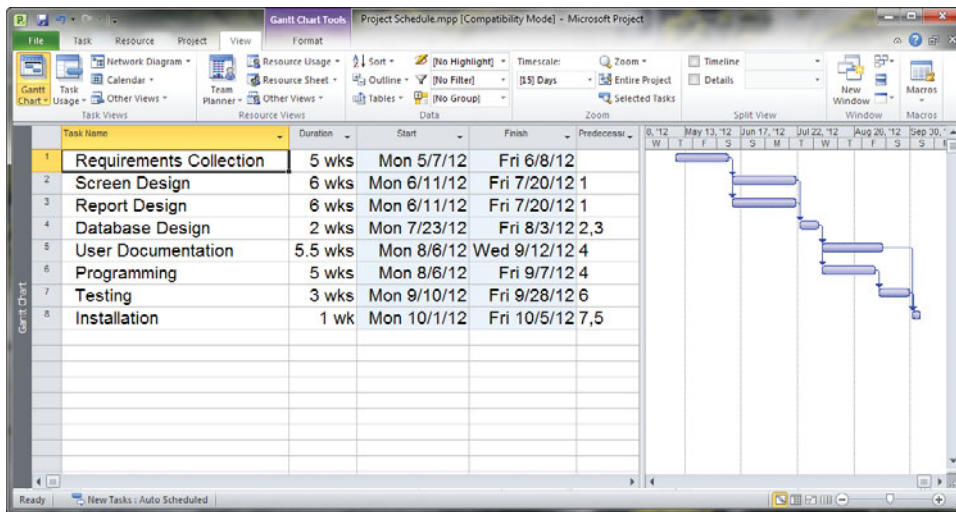 Gantt Chart Tools Project Schedule.mpp [Compatibility Mode] - Microsoft Project
File Task Resource Project View Format
Network Diagram Resource Usage Sort [No Highlight] Timescale: Zoom Timeline
Calendar Resource Sheet Outline [No Filter] [15] Days Entire Project Details
Gantt Chart Task Usage Other Views Team Planner Other Views Tables [No Group] Selected Tasks New Window Macros
Task Views Resource Views Data Zoom Split View Window Macros
Task Name Duration Start Finish Predecess 8, '12 May 13, '12 Jun 17, '12 Jul 22, '12 Aug 26, '12 Sep 30, '
W T F S S M T W T F S S
1 Requirements Collection 5 wks Mon 5/7/12 Fri 6/8/12
2 Screen Design 6 wks Mon 6/11/12 Fri 7/20/12 1
3 Report Design 6 wks Mon 6/11/12 Fri 7/20/12 1
4 Database Design 2 wks Mon 7/23/12 Fri 8/3/12 2,3
5 User Documentation 5.5 wks Mon 8/6/12 Wed 9/12/12 4
6 Programming 5 wks Mon 8/6/12 Fri 9/7/12 4
7 Testing 3 wks Mon 9/10/12 Fri 9/28/12 6
8 Installation 1 wk Mon 10/1/12 Fri 10/5/12 7,5
Gantt Chart
Ready New Tasks : Auto Scheduled